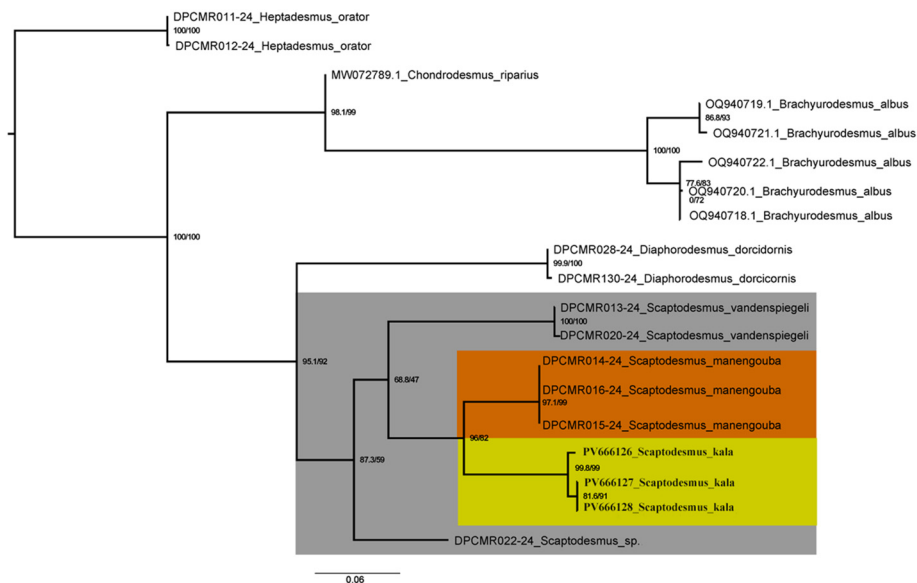 DPCMR011-24_Heptadesmus_orator
100/100
DPCMR012-24_Heptadesmus_orator
MW072789.1_Chondrodesmus_riparius
98.1/99
OQ940719.1_Brachyurodesmus_albus
86.8/93
OQ940721.1_Brachyurodesmus_albus
100/100
OQ940722.1_Brachyurodesmus_albus
77.6/83
OQ940720.1_Brachyurodesmus_albus
0/72
OQ940718.1_Brachyurodesmus_albus
100/100
DPCMR028-24_Diaphorodesmus_dorcidornis
99.9/100
DPCMR130-24_Diaphorodesmus_dorcicornis
95.1/92
DPCMR013-24_Scaptodesmus_vandenspiegeli
100/100
DPCMR020-24_Scaptodesmus_vandenspiegeli
68.8/47
DPCMR014-24_Scaptodesmus_manengouba
DPCMR016-24_Scaptodesmus_manengouba
97.1/99
DPCMR015-24_Scaptodesmus_manengouba
96/82
PV666126_Scaptodesmus_kala
99.8/99
PV666127_Scaptodesmus_kala
81.6/91
PV666128_Scaptodesmus_kala
87.3/59
DPCMR022-24_Scaptodesmus_sp.
0.06